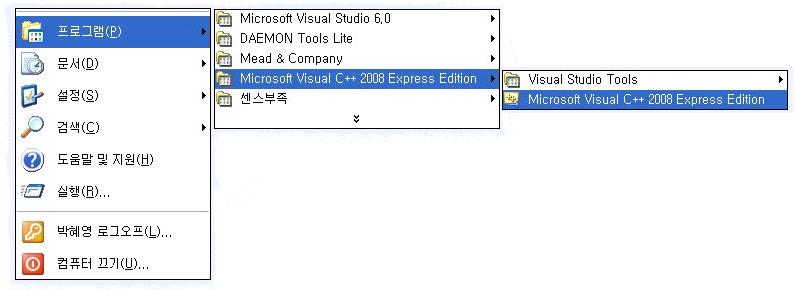 프로그램(P)
문서(D)
설정(S)
검색(C)
도움말 및 지원(H)
실행(R)...
박혜영 로그오프(L)...
컴퓨터 끄기(U)...
Microsoft Visual Studio 6,0
DAEMON Tools Lite
Mead & Company
Microsoft Visual C++ 2008 Express Edition
센스부족
Visual Studio Tools
Microsoft Visual C++ 2008 Express Edition